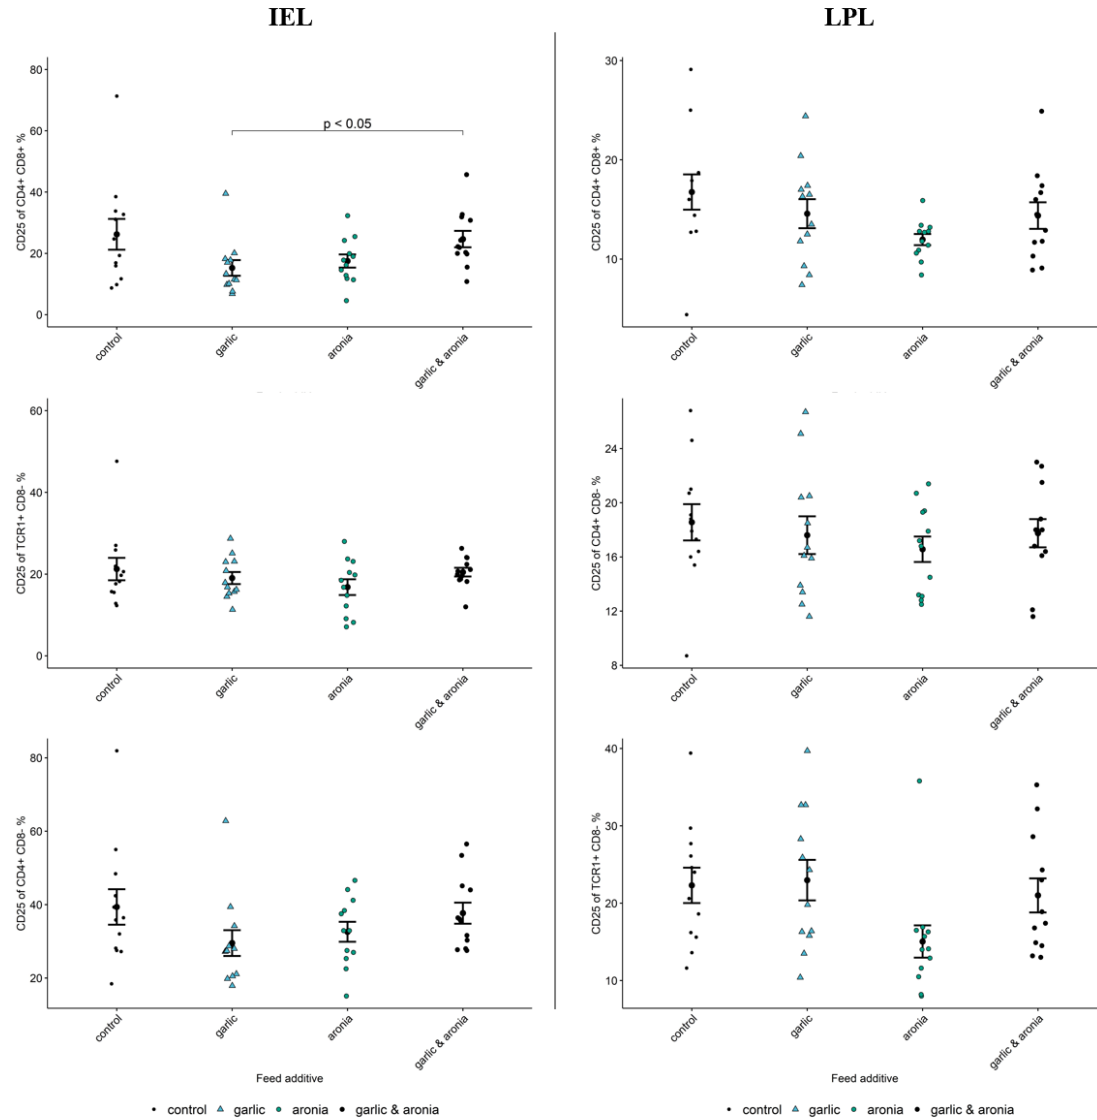 IEL
LPL
80
60
40
20
0
CD25 of CD4+ CD8+ %
p < 0.05
control
garlic
aronia
garlic & aronia
30
20
10
CD25 of CD4+ CD8+ %
control
garlic
aronia
garlic & aronia
60
40
20
0
CD25 of TCR1+ CD8- %
control
garlic
aronia
garlic & aronia
24
20
16
12
8
CD25 of CD4+ CD8- %
control
garlic
aronia
garlic & aronia
80
60
40
20
CD25 of CD4+ CD8- %
control
garlic
aronia
garlic & aronia
Feed additive
control garlic aronia garlic & aronia
40
30
20
10
CD25 of TCR1+ CD8- %
control
garlic
aronia
garlic & aronia
Feed additive
control garlic aronia garlic & aronia